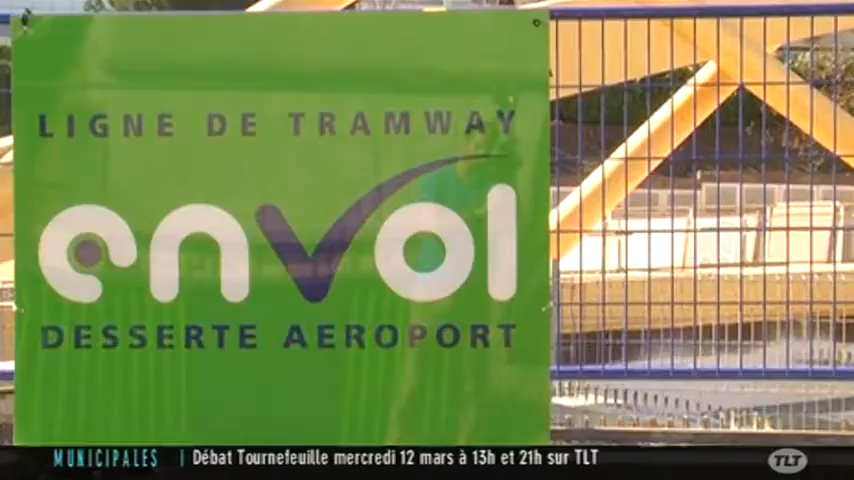 LIGNE DE TRAMWAY
envol
DESSERTE AEROPORT
MUNICIPALES | Débat Tournefeuille mercredi 12 mars à 13h et 21h sur TLT
TLT